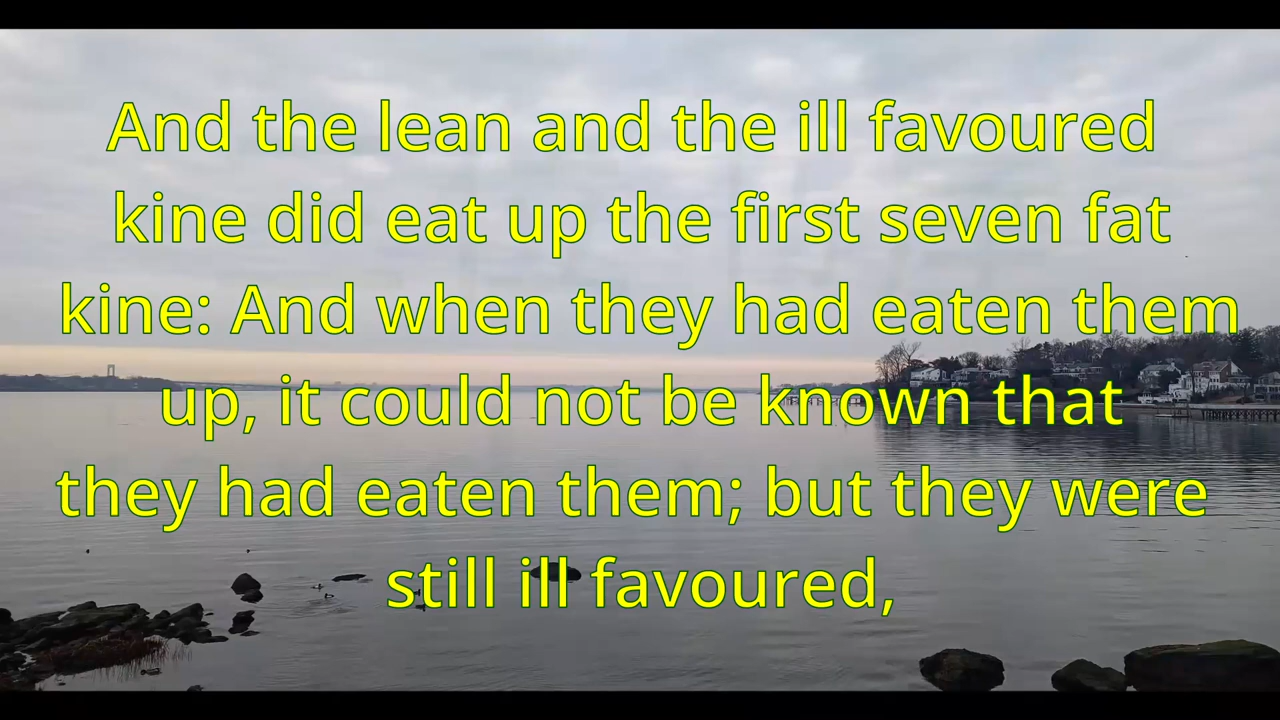 And the lean and the ill favoured
kine did eat up the first seven fat
kine: And when they had eaten them
up, it could not be known that
they had eaten them; but they were
still ill favoured,